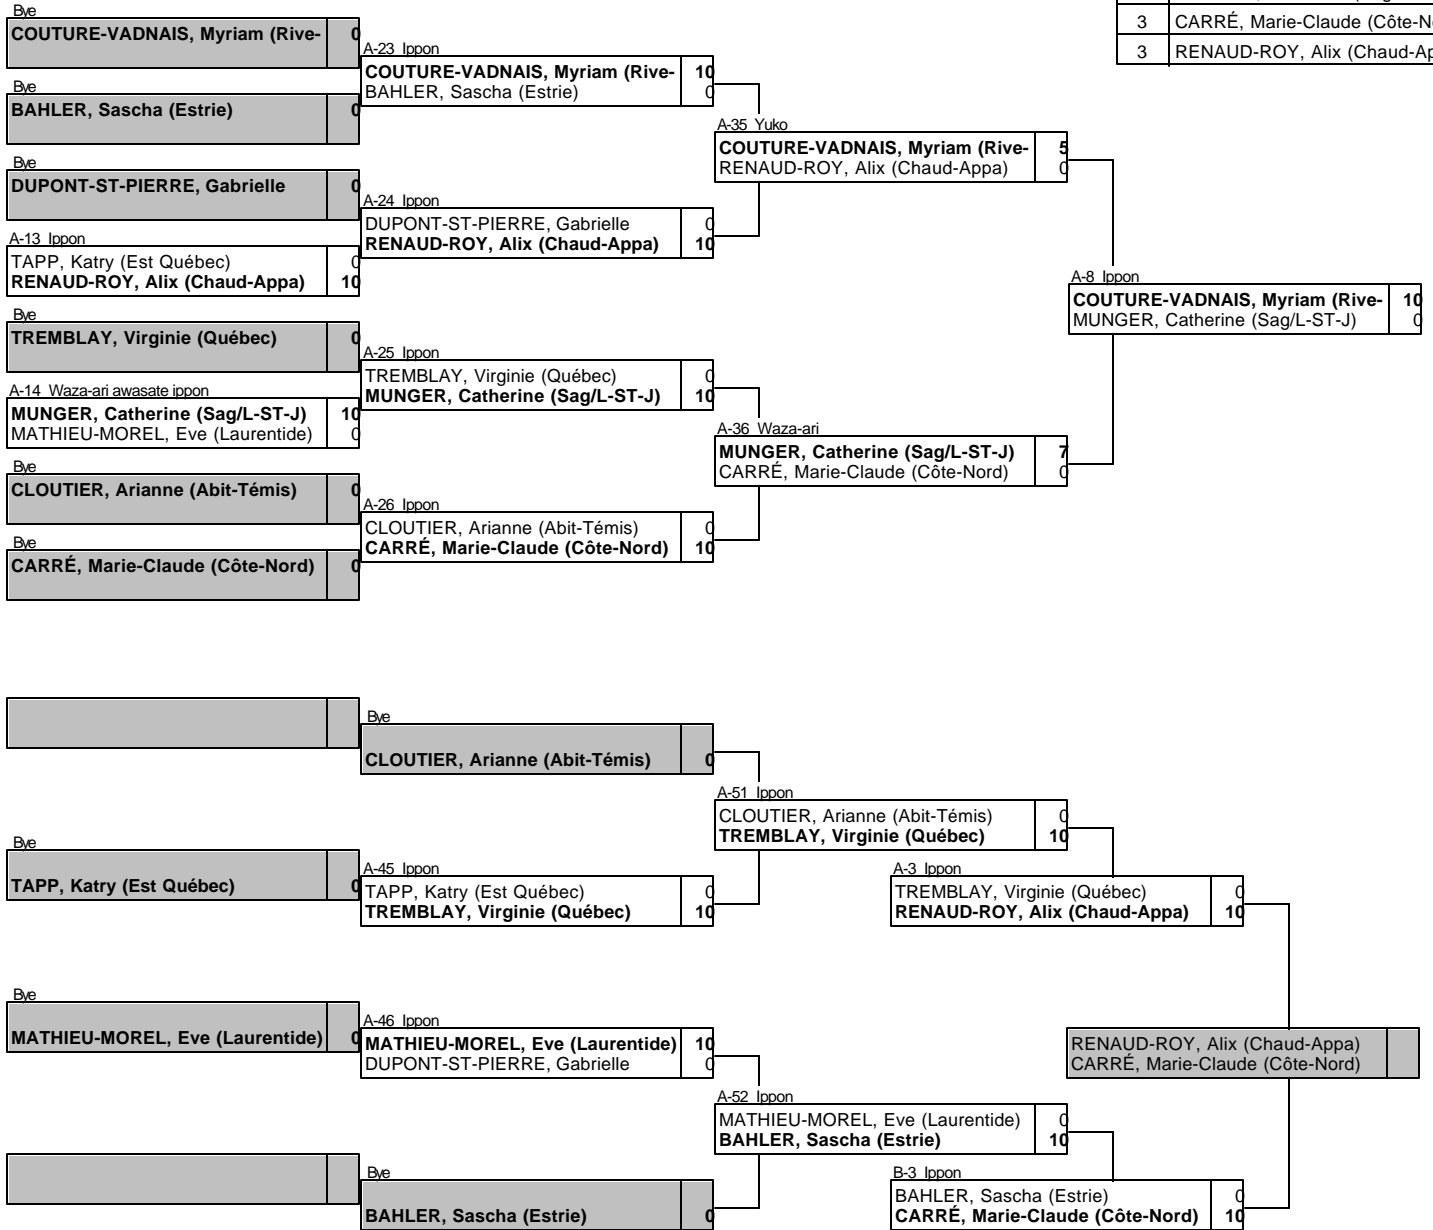 Bye
COUTURE-VADNAIS, Myriam (Rive- 0
Bye
BAHLER, Sascha (Estrie) 0
Bye
DUPONT-ST-PIERRE, Gabrielle 0
A-13 Ippon
TAPP, Katry (Est Québec) 0
RENAUD-ROY, Alix (Chaud-Appa) 10
Bye
TREMBLAY, Virginie (Québec) 0
A-14 Waza-ari awasate ippon
MUNGER, Catherine (Sag/L-ST-J) 10
MATHIEU-MOREL, Eve (Laurentide) 0
Bye
CLOUTIER, Arianne (Abit-Témis) 0
Bye
CARRÉ, Marie-Claude (Côte-Nord) 0
A-23 Ippon
COUTURE-VADNAIS, Myriam (Rive- 10
BAHLER, Sascha (Estrie) 0
A-24 Ippon
DUPONT-ST-PIERRE, Gabrielle 0
RENAUD-ROY, Alix (Chaud-Appa) 10
A-25 Ippon
TREMBLAY, Virginie (Québec) 0
MUNGER, Catherine (Sag/L-ST-J) 10
A-26 Ippon
CLOUTIER, Arianne (Abit-Témis) 0
CARRÉ, Marie-Claude (Côte-Nord) 10
A-35 Yuko
COUTURE-VADNAIS, Myriam (Rive- 5
RENAUD-ROY, Alix (Chaud-Appa) 0
A-36 Waza-ari
MUNGER, Catherine (Sag/L-ST-J) 7
CARRÉ, Marie-Claude (Côte-Nord) 0
A-8 Ippon
COUTURE-VADNAIS, Myriam (Rive- 10
MUNGER, Catherine (Sag/L-ST-J) 0
3 CARRÉ, Marie-Claude (Côte-N
3 RENAUD-ROY, Alix (Chaud-Ap
Bye
TAPP, Katry (Est Québec) 0
Bye
MATHIEU-MOREL, Eve (Laurentide) 0
Bye
CLOUTIER, Arianne (Abit-Témis) 0
A-45 Ippon
TAPP, Katry (Est Québec) 0
TREMBLAY, Virginie (Québec) 10
A-46 Ippon
MATHIEU-MOREL, Eve (Laurentide) 10
DUPONT-ST-PIERRE, Gabrielle 0
Bye
BAHLER, Sascha (Estrie) 0
A-51 Ippon
CLOUTIER, Arianne (Abit-Témis) 0
TREMBLAY, Virginie (Québec) 10
A-52 Ippon
MATHIEU-MOREL, Eve (Laurentide) 0
BAHLER, Sascha (Estrie) 10
A-3 Ippon
TREMBLAY, Virginie (Québec) 0
RENAUD-ROY, Alix (Chaud-Appa) 10
B-3 Ippon
BAHLER, Sascha (Estrie) 0
CARRÉ, Marie-Claude (Côte-Nord) 10
RENAUD-ROY, Alix (Chaud-Appa)
CARRÉ, Marie-Claude (Côte-Nord)